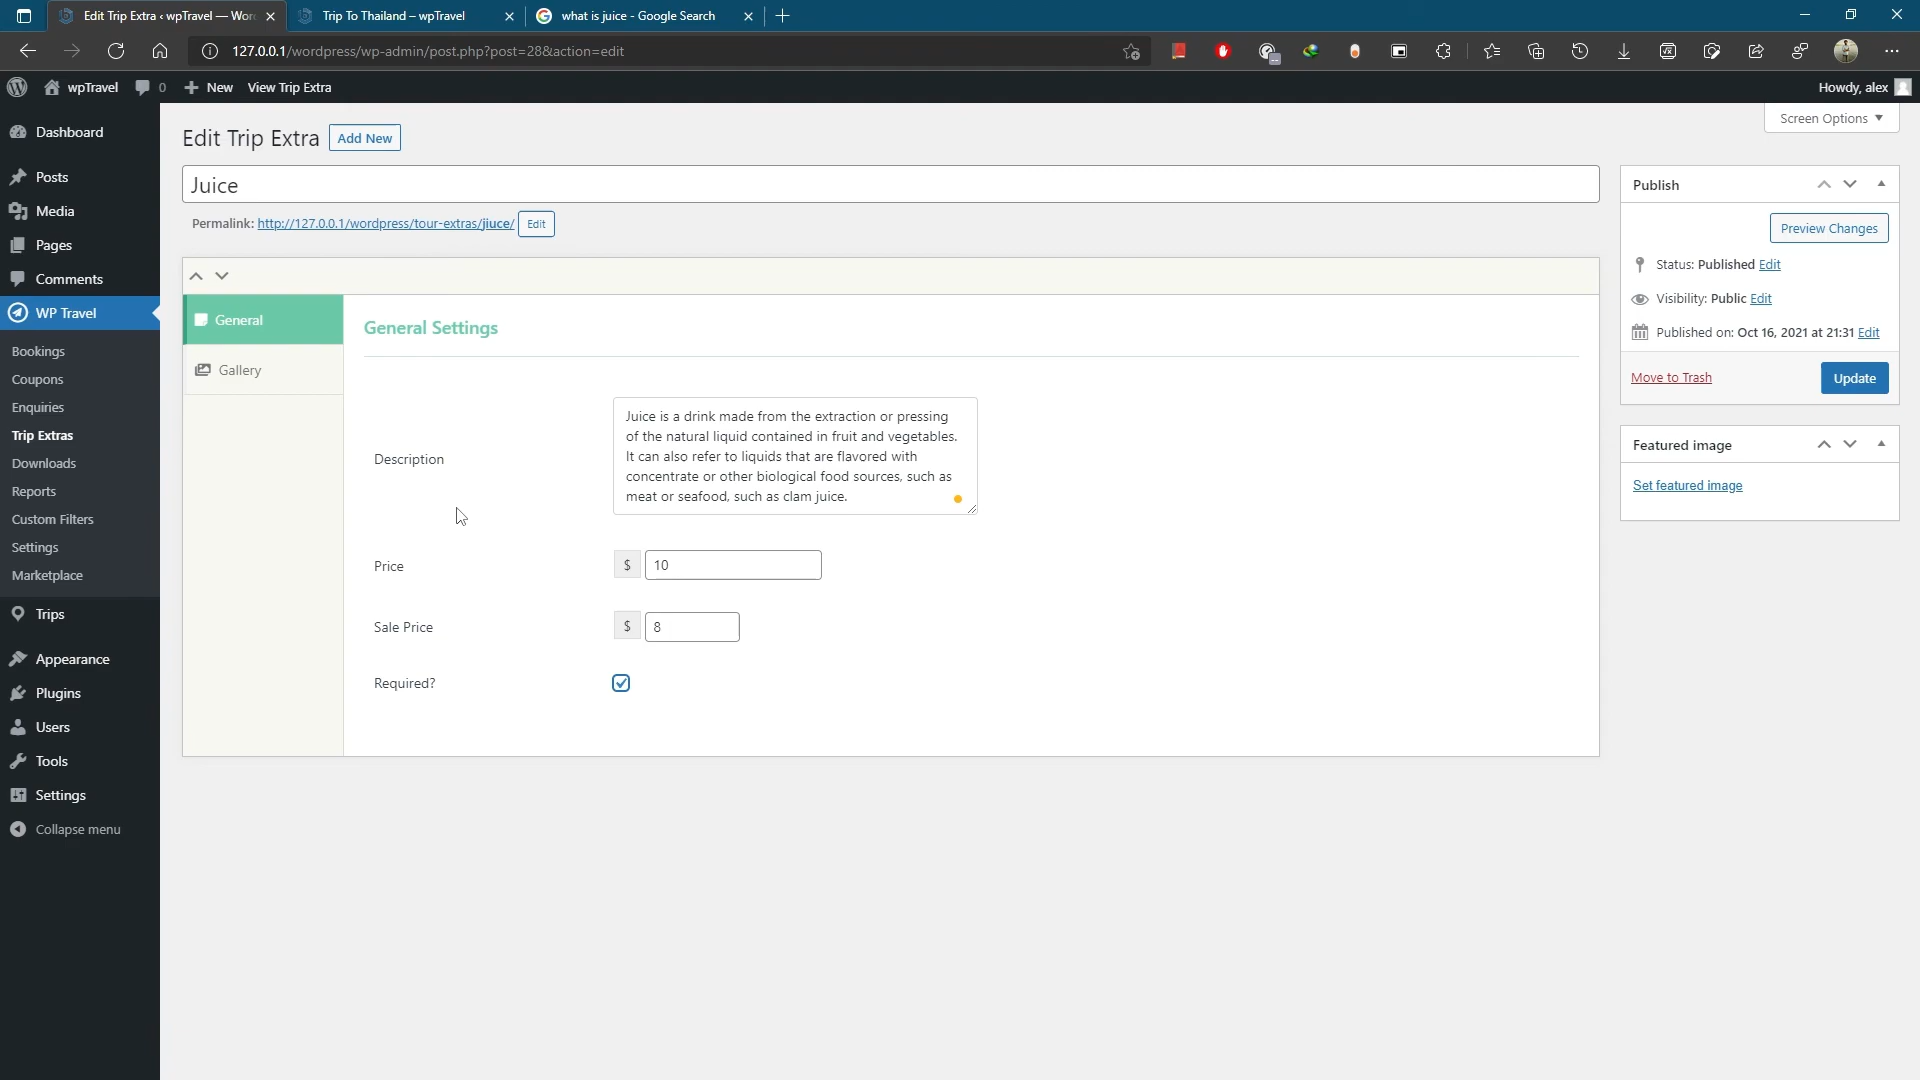 Edit Trip Extra ‹ wpTravel — Wor
Trip To Thailand – wpTravel
what is juice - Google Search
127.0.0.1/wordpress/wp-admin/post.php?post=28&action=edit
wpTravel
0
New
View Trip Extra
Howdy, alex
Dashboard
Posts
Media
Pages
Comments
WP Travel
Bookings
Coupons
Enquiries
Trip Extras
Downloads
Reports
Custom Filters
Settings
Marketplace
Trips
Appearance
Plugins
Users
Tools
Settings
Collapse menu
Screen Options
Edit Trip Extra
Add New
Juice
Permalink: http://127.0.0.1/wordpress/tour-extras/jiuce/ Edit
General
Gallery
General Settings
Description
Juice is a drink made from the extraction or pressing
of the natural liquid contained in fruit and vegetables.
It can also refer to liquids that are flavored with
concentrate or other biological food sources, such as
meat or seafood, such as clam juice.
Price
$ 10
Sale Price
$ 8
Required?
Publish
Preview Changes
Status: Published Edit
Visibility: Public Edit
Published on: Oct 16, 2021 at 21:31 Edit
Move to Trash
Update
Featured image
Set featured image